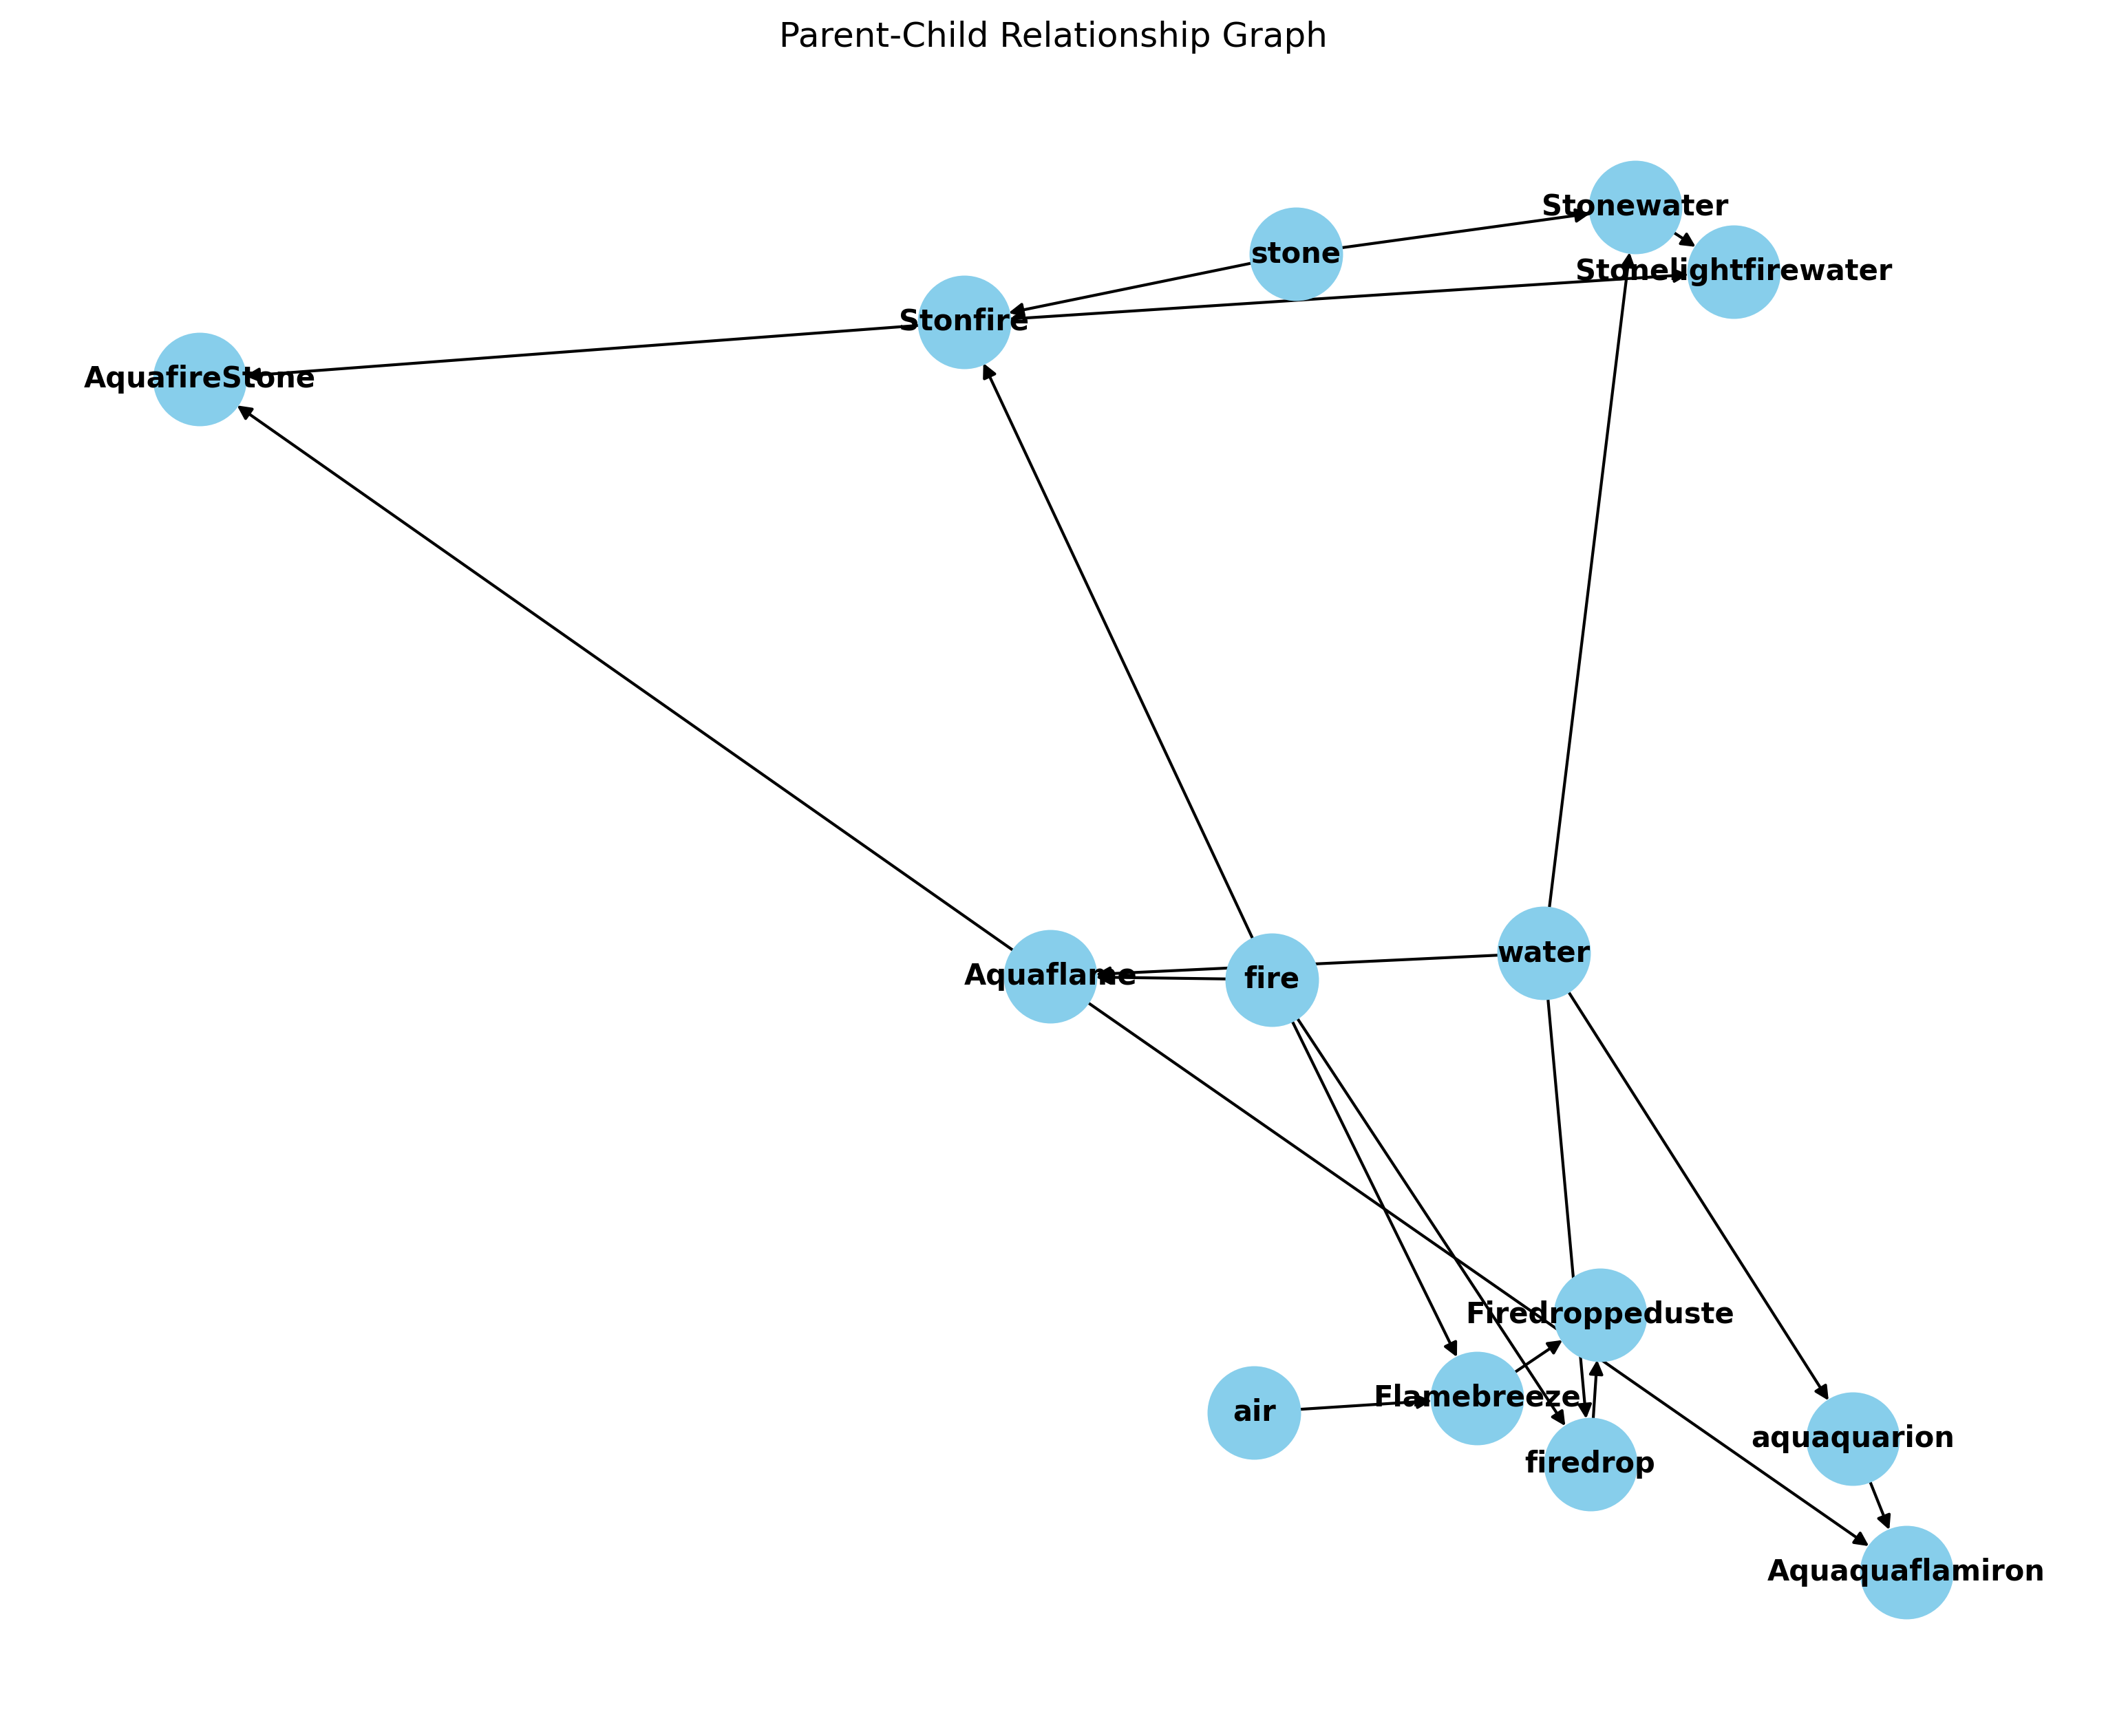 Parent-Child Relationship Graph
Stonewater
stone
Stonelightfirewater
Stonfire
AquafireStone
water
Aquaflame
fire
Firedroppeduste
Flamebreeze
air
aquaquarion
firedrop
Aquaquaflamiron